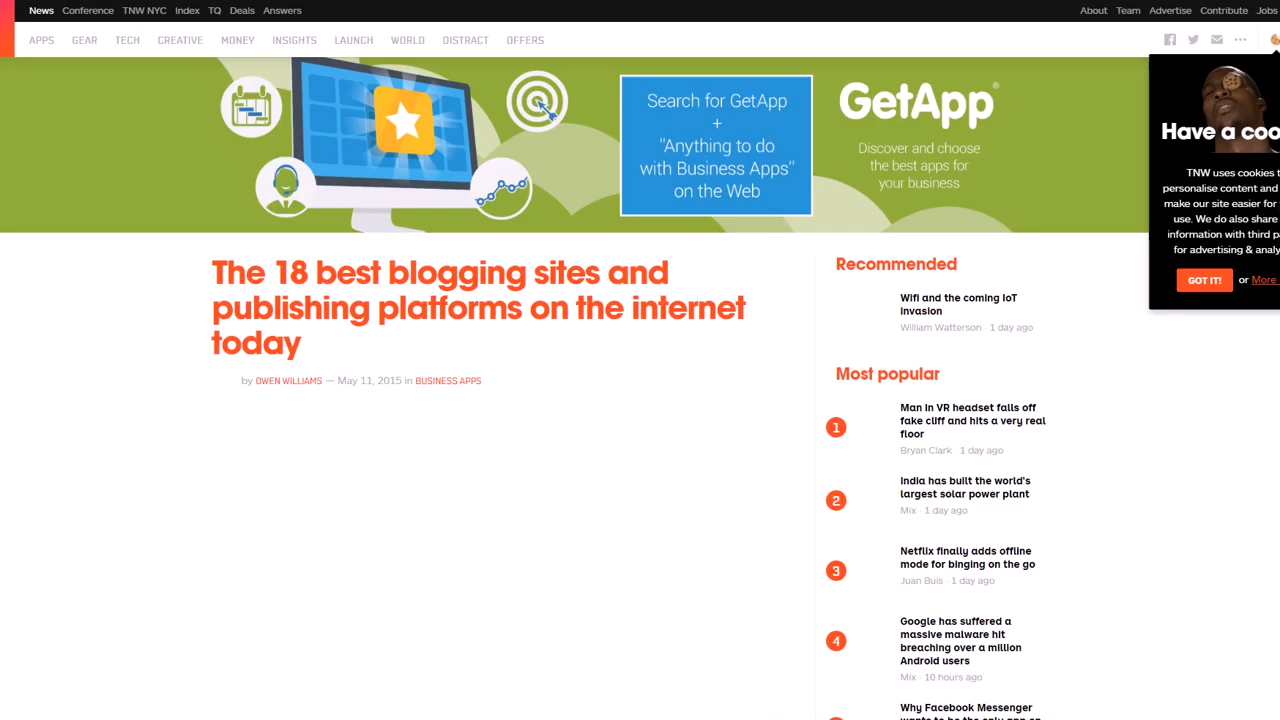 News Conference TNW NYC Index TQ Deals Answers
About Team Advertise Contribute Jobs
APPS GEAR TECH CREATIVE MONEY INSIGHTS LAUNCH WORLD DISTRACT OFFERS
Search for GetApp
+
"Anything to do
with Business Apps"
on the Web
GetApp®
Discover and choose
the best apps for
your business
Have a
TNW uses cookies
personalise content and
make our site easier for
use. We do also share
information with third
for advertising &
GOT IT! or More
The 18 best blogging sites and
publishing platforms on the internet
today
by OWEN WILLIAMS — May 11, 2015 in BUSINESS APPS
Recommended
Wifi and the coming IoT
invasion
William Watterson · 1 day ago
Most popular
1
Man in VR headset falls off
fake cliff and hits a very real
floor
Bryan Clark · 1 day ago
2
India has built the world's
largest solar power plant
Mix · 1 day ago
3
Netflix finally adds offline
mode for binging on the go
Juan Buis · 1 day ago
4
Google has suffered a
massive malware hit
breaching over a million
Android users
Mix · 10 hours ago
Why Facebook Messenger
wants to be the only app on